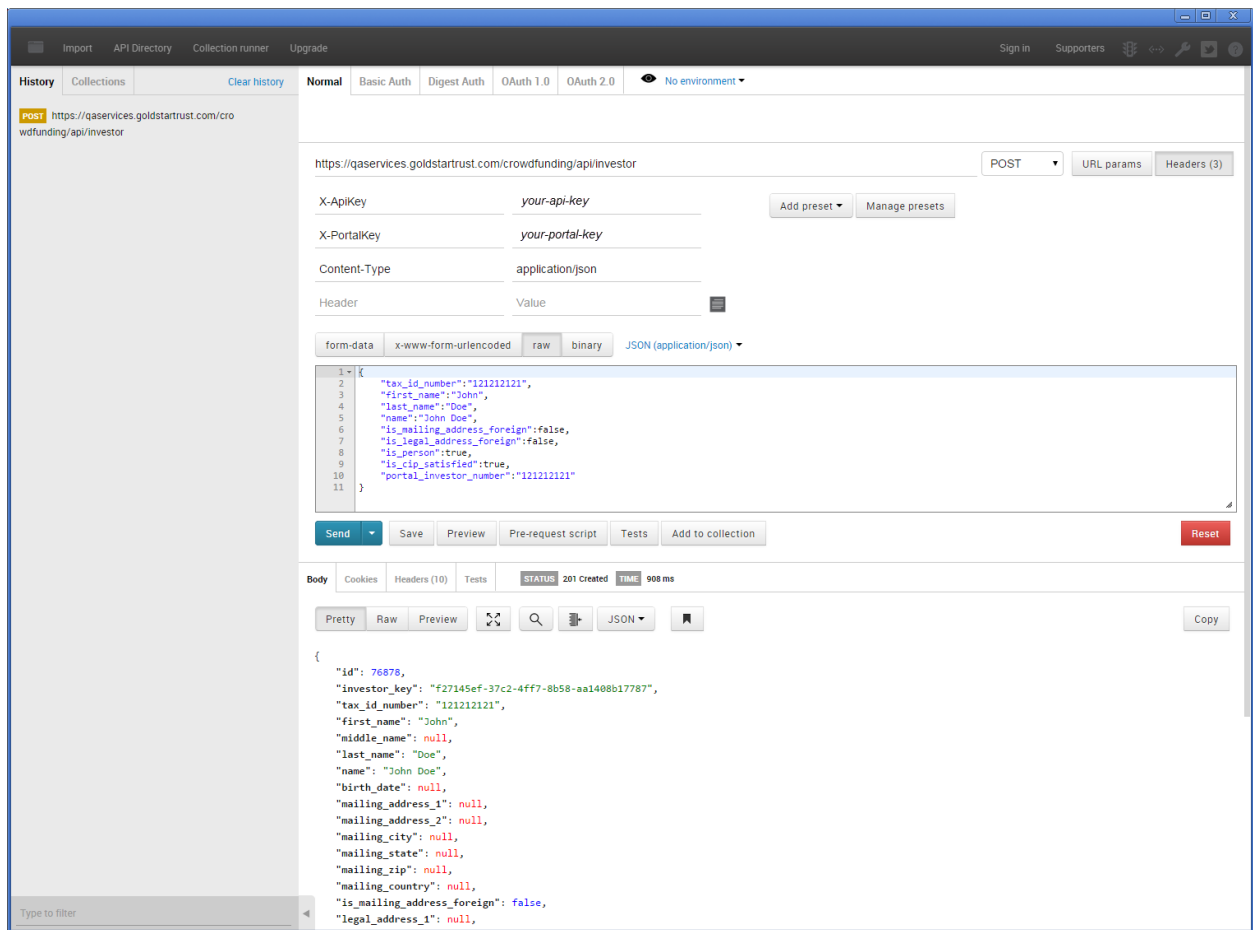 Import API Directory Collection runner Upgrade Sign in Supporters
History Collections Clear history
POST https://qaservices.goldstartrust.com/cro
wdfunding/api/investor
Normal Basic Auth Digest Auth OAuth 1.0 OAuth 2.0 No environment
https://qaservices.goldstartrust.com/crowdfunding/api/investor POST URL params Headers (3)
X-ApiKey your-api-key Add preset Manage presets
X-PortalKey your-portal-key
Content-Type application/json
Header Value
form-data x-www-form-urlencoded raw binary JSON (application/json)
1 {
2 "tax_id_number":"121212121",
3 "first_name":"John",
4 "last_name":"Doe",
5 "name":"John Doe",
6 "is_mailing_address_foreign":false,
7 "is_legal_address_foreign":false,
8 "is_person":true,
9 "is_cip_satisfied":true,
10 "portal_investor_number":"121212121"
11 }
Send Save Preview Pre-request script Tests Add to collection Reset
Body Cookies Headers (10) Tests STATUS 201 Created TIME 908 ms
Pretty Raw Preview JSON Copy
{
"id": 76878,
"investor_key": "f27145ef-37c2-4ff7-8b58-aa1408b17787",
"tax_id_number": "121212121",
"first_name": "John",
"middle_name": null,
"last_name": "Doe",
"name": "John Doe",
"birth_date": null,
"mailing_address_1": null,
"mailing_address_2": null,
"mailing_city": null,
"mailing_state": null,
"mailing_zip": null,
"mailing_country": null,
"is_mailing_address_foreign": false,
"legal_address_1": null,
Type to filter